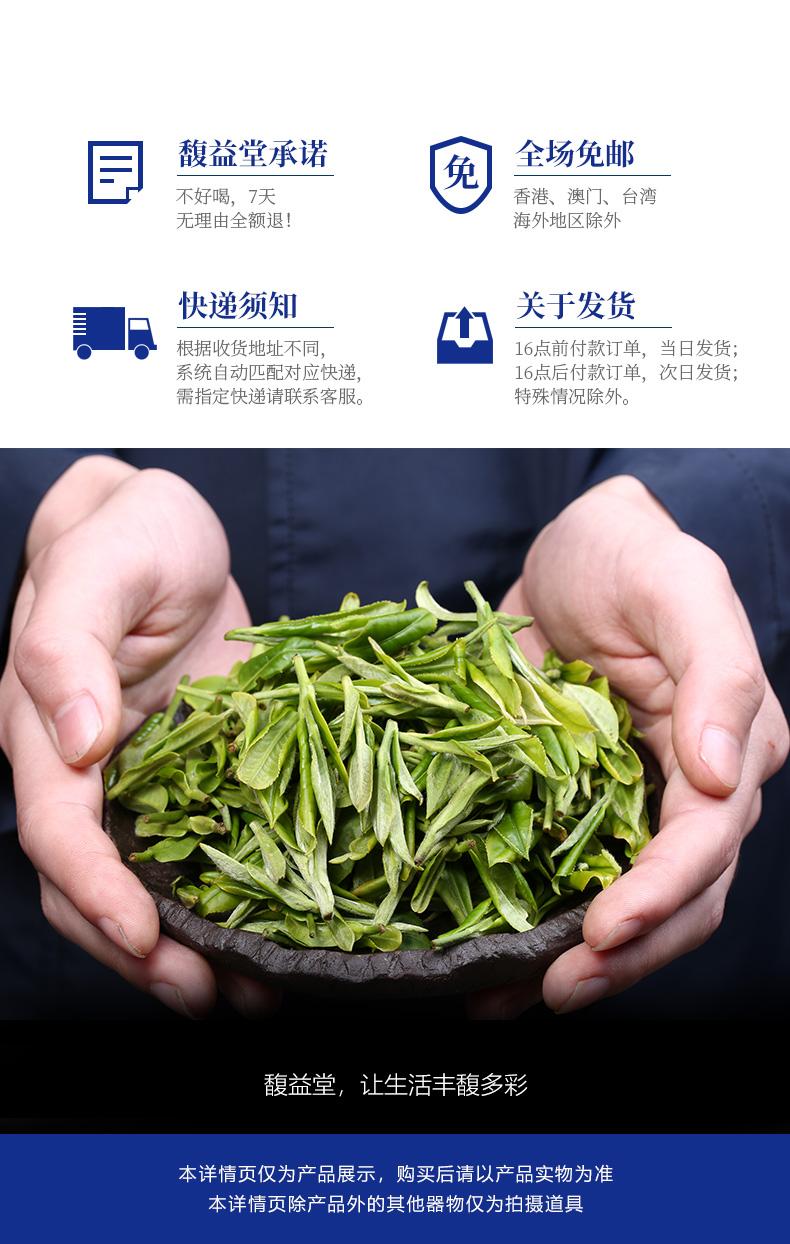 馥益堂承诺
不好喝，7天
无理由全额退！
免
全场免邮
香港、澳门、台湾
海外地区除外
快递须知
根据收货地址不同，
系统自动匹配对应快递，
需指定快递请联系客服。
关于发货
16点前付款订单，当日发货；
16点后付款订单，次日发货；
特殊情况除外。
馥益堂，让生活丰馥多彩
本详情页仅为产品展示，购买后请以产品实物为准
本详情页除产品外的其他器物仅为拍摄道具